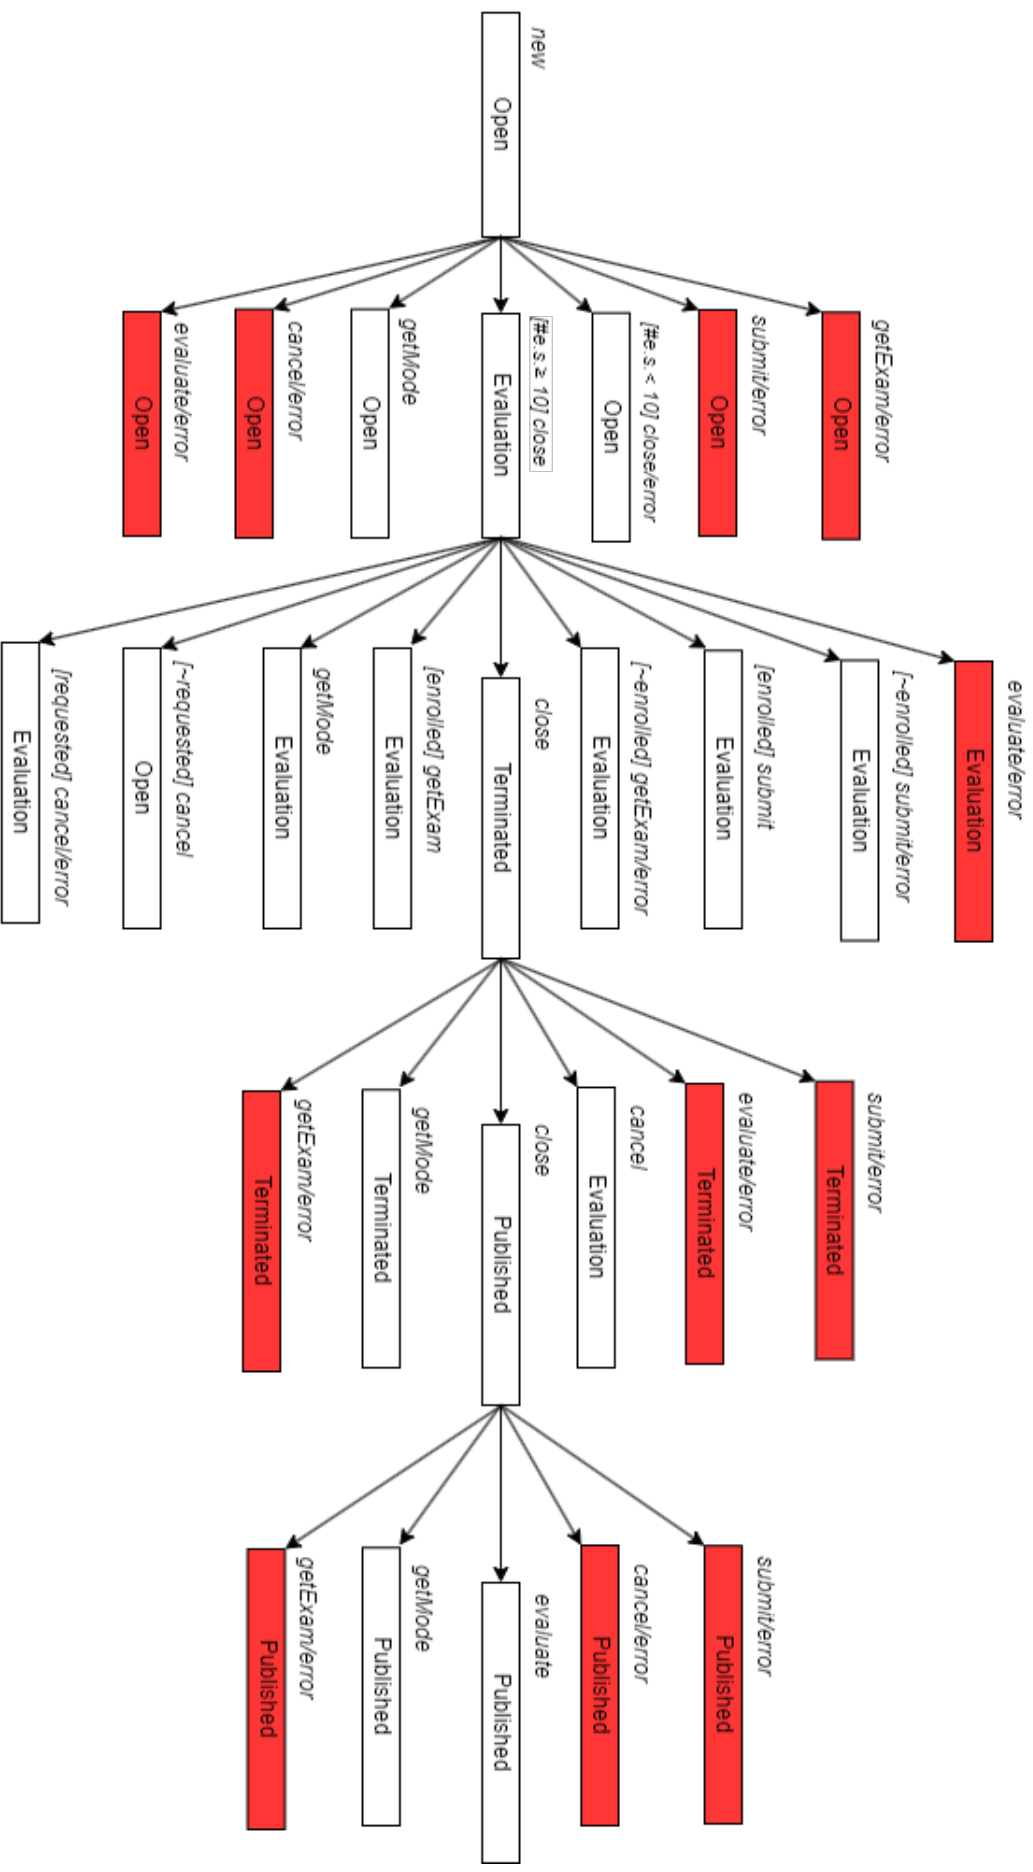 new
Open
getExam/error
Open
submit/error
Open
[#e.s.< 10] close/error
Open
[#e.s.≥ 10] close
Evaluation
getMode
Open
cancel/error
Open
evaluate/error
Open
evaluate/error
Evaluation
[~enrolled] submit/error
Evaluation
[enrolled] submit
Evaluation
[~enrolled] getExam/error
Evaluation
close
Terminated
[enrolled] getExam
Evaluation
getMode
Evaluation
[~requested] cancel
Open
[requested] cancel/error
Evaluation
submit/error
Terminated
evaluate/error
Terminated
cancel
Evaluation
close
Published
getMode
Terminated
getExam/error
Terminated
submit/error
Published
cancel/error
Published
evaluate
Published
getMode
Published
getExam/error
Published